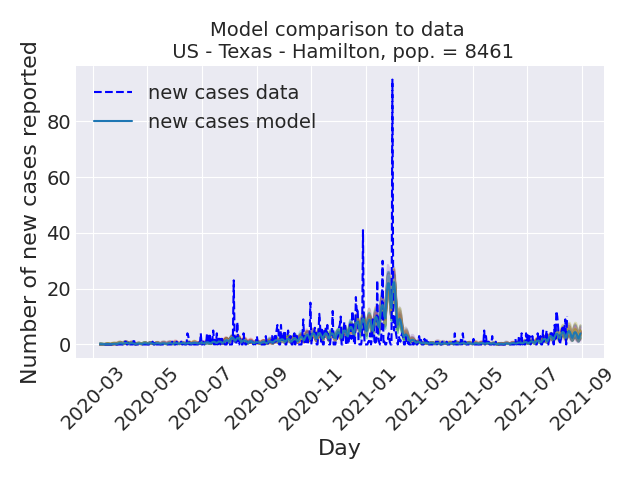 Model comparison to data
US - Texas - Hamilton, pop. = 8461
Number of new cases reported
80
60
40
20
0
new cases data
new cases model
2020-03
2020-05
2020-07
2020-09
2020-11
2021-01
2021-03
2021-05
2021-07
2021-09
Day